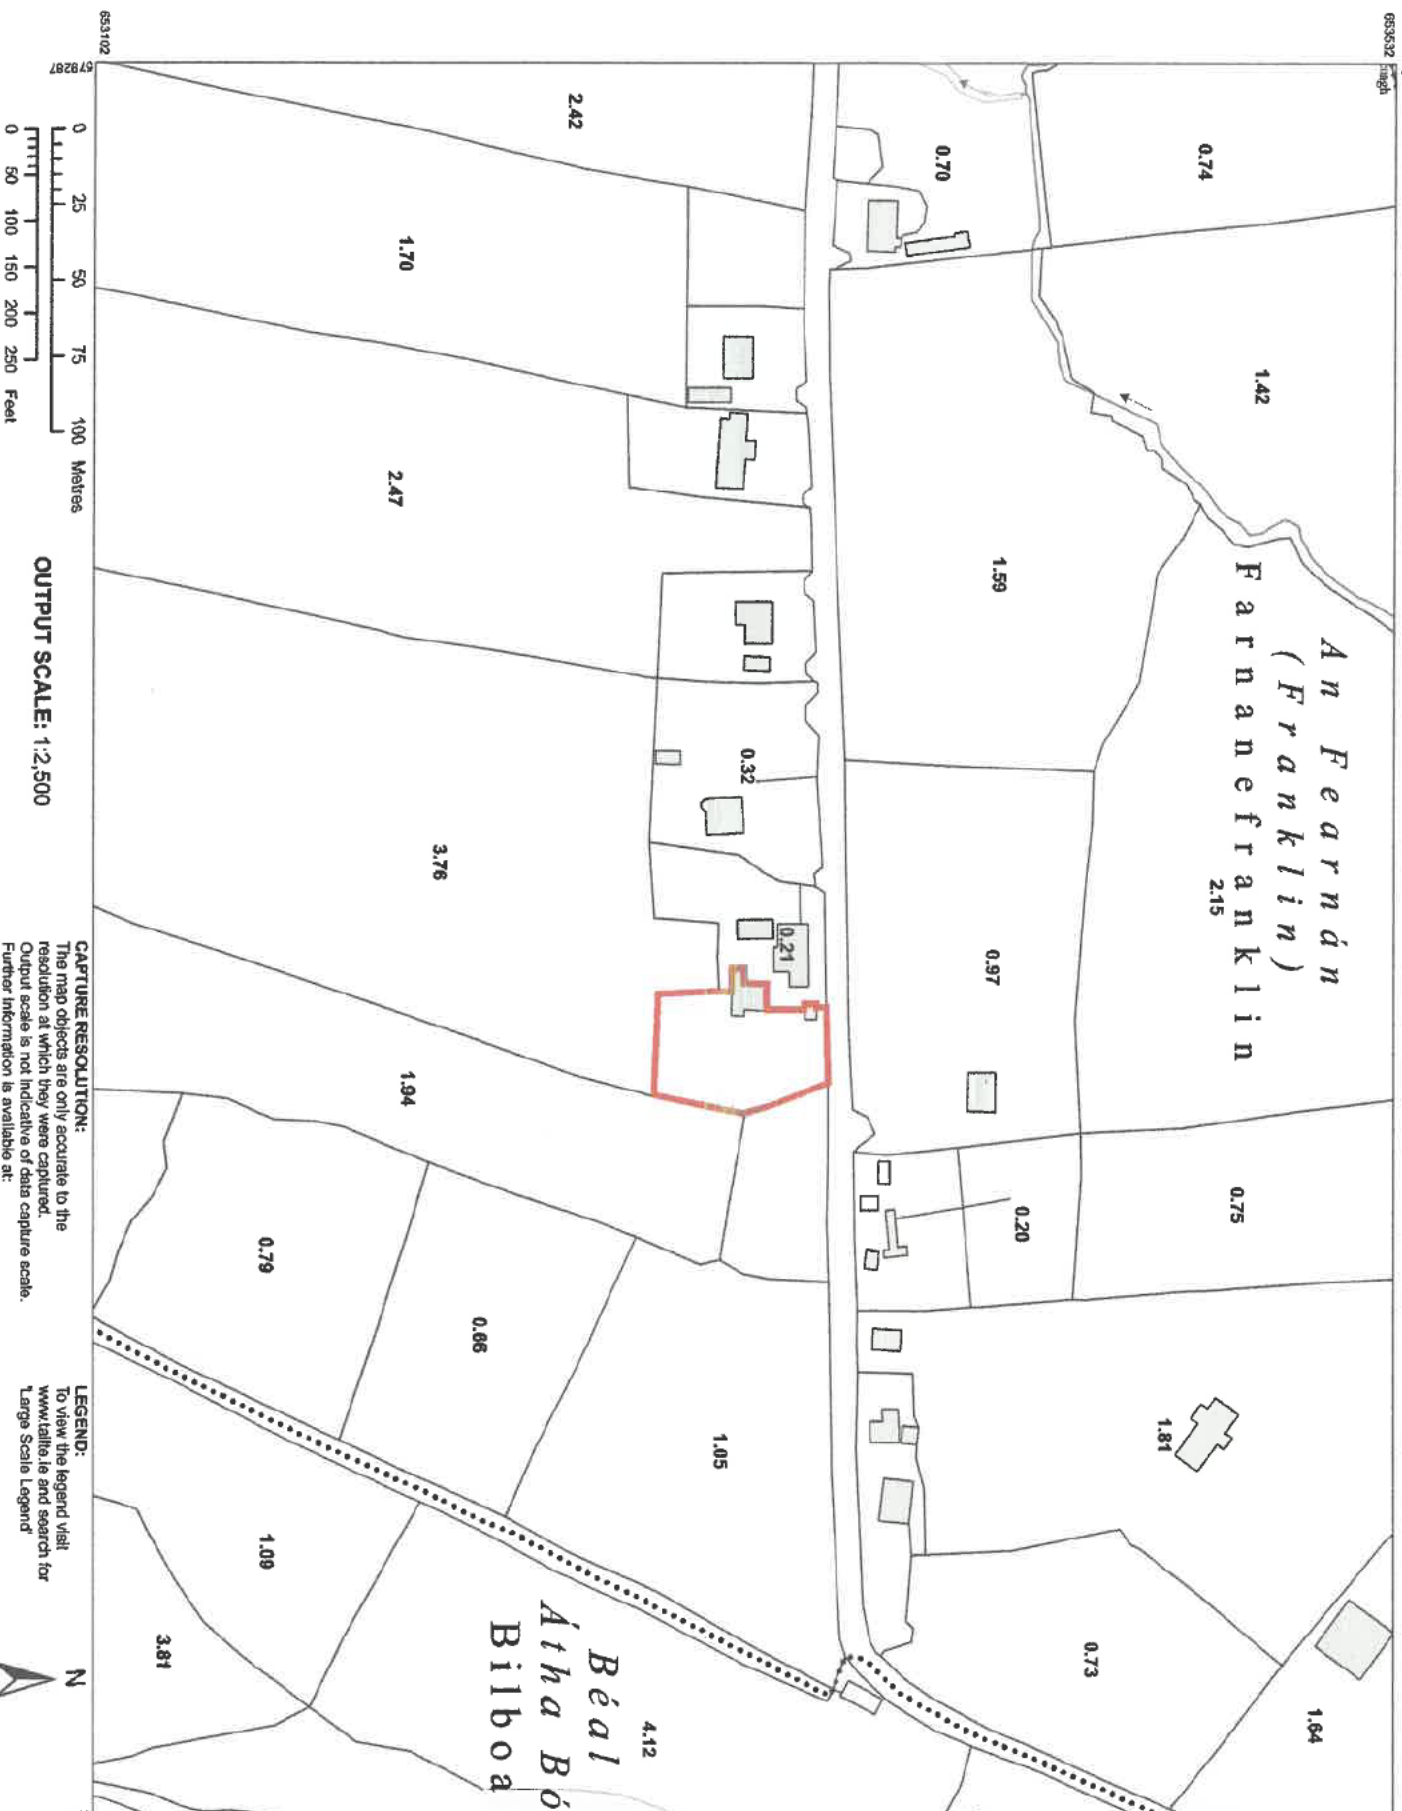 653532
nagh
653102
0.74
0.70
2.42
1.42
1.70
An Fearnán
(Franklin)
Farnanefranklin
2.15
1.59
2.47
0.32
0.97
0.21
3.76
1.94
0.75
0.20
0.79
0.66
1.05
1.81
1.09
3.81
0.73
1.64
Béal
Átha Bó
Bilboa
4.12
0 25 50 75 100 Metres
0 50 100 150 200 250 Feet
OUTPUT SCALE: 1:2,500
CAPTURE RESOLUTION:
The map objects are only accurate to the
resolution at which they were captured.
Output scale is not indicative of data capture scale.
Further information is available at:
LEGEND:
To view the legend visit
www.tailte.ie and search for
'Large Scale Legend'
N